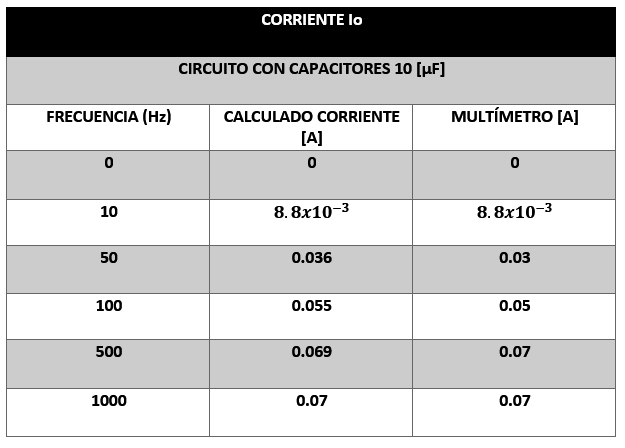 CORRIENTE Io
CIRCUITO CON CAPACITORES 10 [µF]
FRECUENCIA (Hz) CALCULADO CORRIENTE [A] MULTÍMETRO [A]
0 0 0
10 8.8x10⁻³ 8.8x10⁻³
50 0.036 0.03
100 0.055 0.05
500 0.069 0.07
1000 0.07 0.07